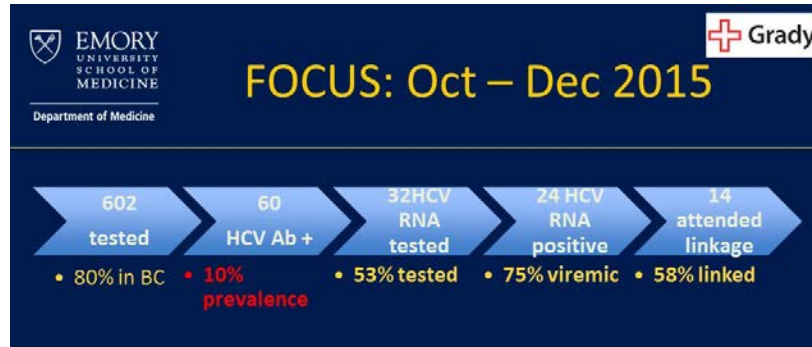 EMORY
UNIVERSITY
SCHOOL OF
MEDICINE
Department of Medicine
Grady
FOCUS: Oct – Dec 2015
602
tested
60
HCV Ab +
32HCV
RNA
tested
24 HCV
RNA
positive
14
attended
linkage
• 80% in BC
• 10%
prevalence
• 53% tested
• 75% viremic
• 58% linked